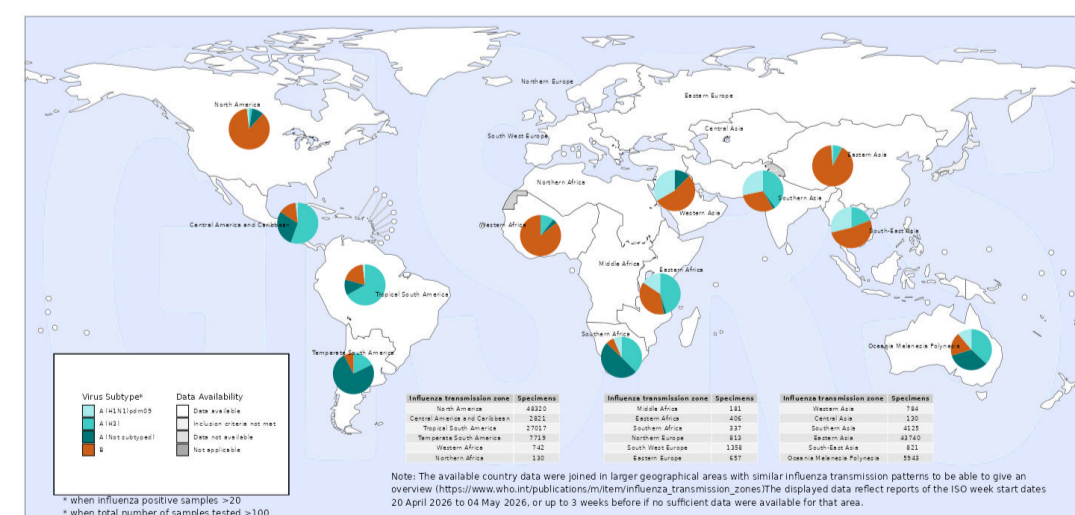 Northern Europe
Eastern Europe
North America
Central Asia
South West Europe
Eastern Asia
Northern Africa
Southern Asia
Western Asia
Central America and Caribbean
Western Africa
South-East Asia
Middle Africa
Eastern Africa
Tropical South America
Southern Africa
Oceania Melanesia Polynesia
Temperate South America
Virus Subtype*
A(H1N1)pdm09
A(H3)
A(Not subtyped)
B
Data Availability
Data available
Inclusion criteria not met
Data not available
Not applicable
Influenza transmission zone Specimens
North America 48320
Central America and Caribbean 2821
Tropical South America 27017
Temperate South America 7719
Western Africa 742
Northern Africa 130
Influenza transmission zone Specimens
Middle Africa 181
Eastern Africa 406
Southern Africa 337
Northern Europe 813
South West Europe 1358
Eastern Europe 657
Influenza transmission zone Specimens
Western Asia 784
Central Asia 130
Southern Asia 4125
Eastern Asia 43740
South-East Asia 821
Oceania Melanesia Polynesia 5943
* when influenza positive samples >20
* when total number of samples tested >100
Note: The available country data were joined in larger geographical areas with similar influenza transmission patterns to be able to give an
overview (https://www.who.int/publications/m/item/influenza_transmission_zones)The displayed data reflect reports of the ISO week start dates
20 April 2026 to 04 May 2026, or up to 3 weeks before if no sufficient data were available for that area.